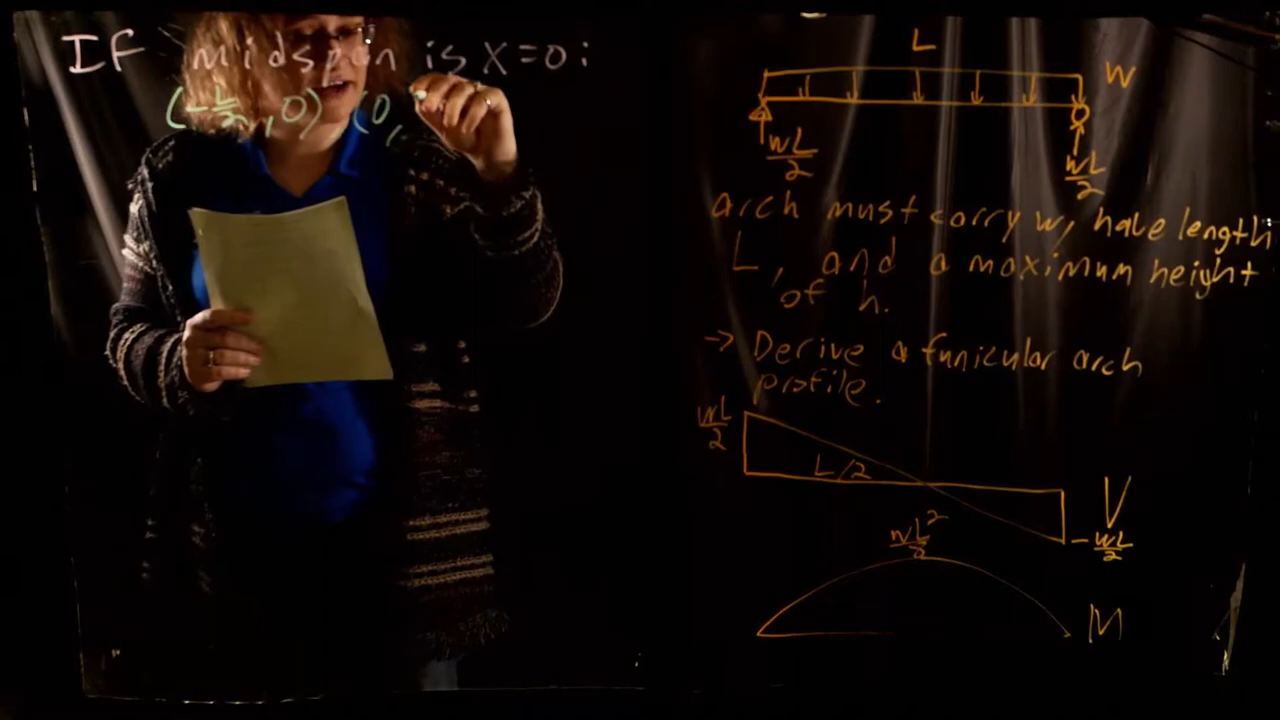 If midspan is x=0:
(-L/2, 0) (0,
L
W
wL/2
wL/2
arch must carry w, have length
L, and a maximum height
of h.
→ Derive a funicular arch
profile.
wL/2
L/2
V
-wL/2
wL²/8
M